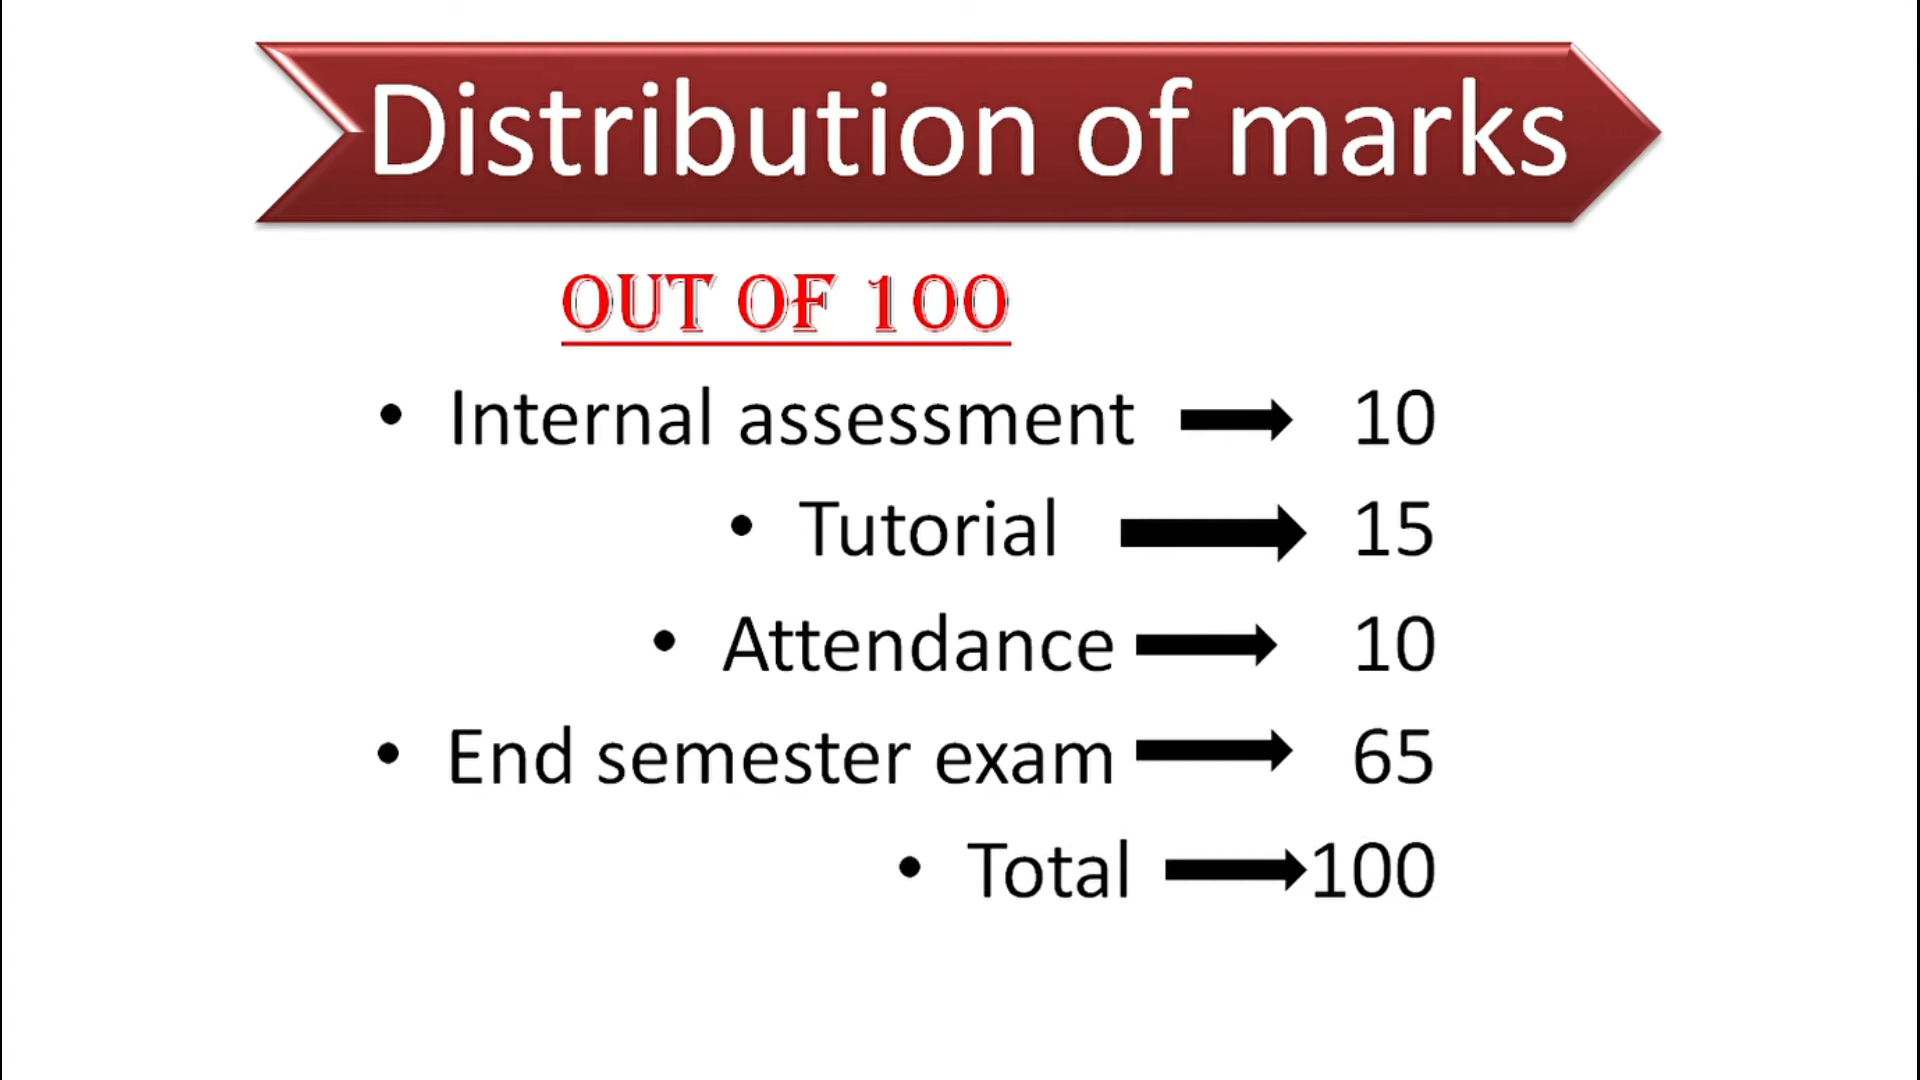 Distribution of marks
OUT OF 100
• Internal assessment 10
• Tutorial 15
• Attendance 10
• End semester exam 65
• Total 100